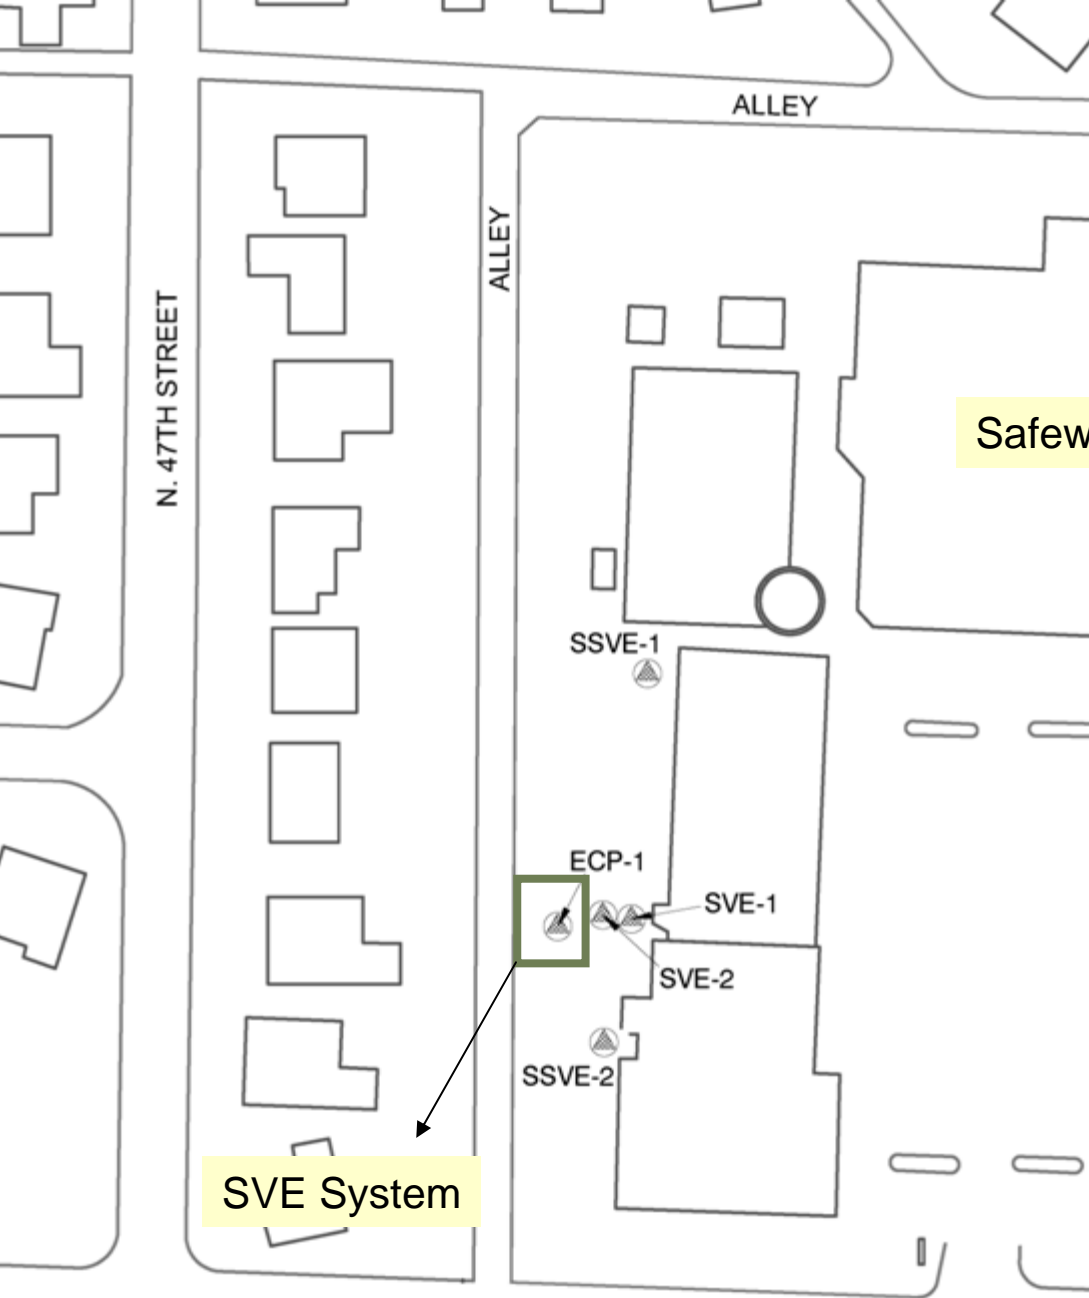 ALLEY
ALLEY
N. 47TH STREET
Safew
SSVE-1
ECP-1
SVE-1
SVE-2
SSVE-2
SVE System